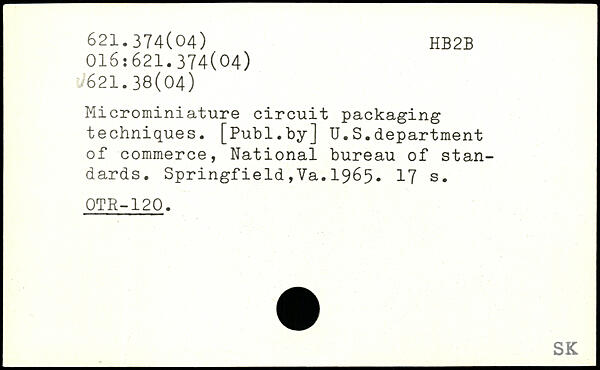 621.374(04) HB2B
016:621.374(04)
√621.38(04)
Microminiature circuit packaging
techniques. [Publ.by] U.S.department
of commerce, National bureau of stan-
dards. Springfield,Va.1965. 17 s.
OTR-120.
SK